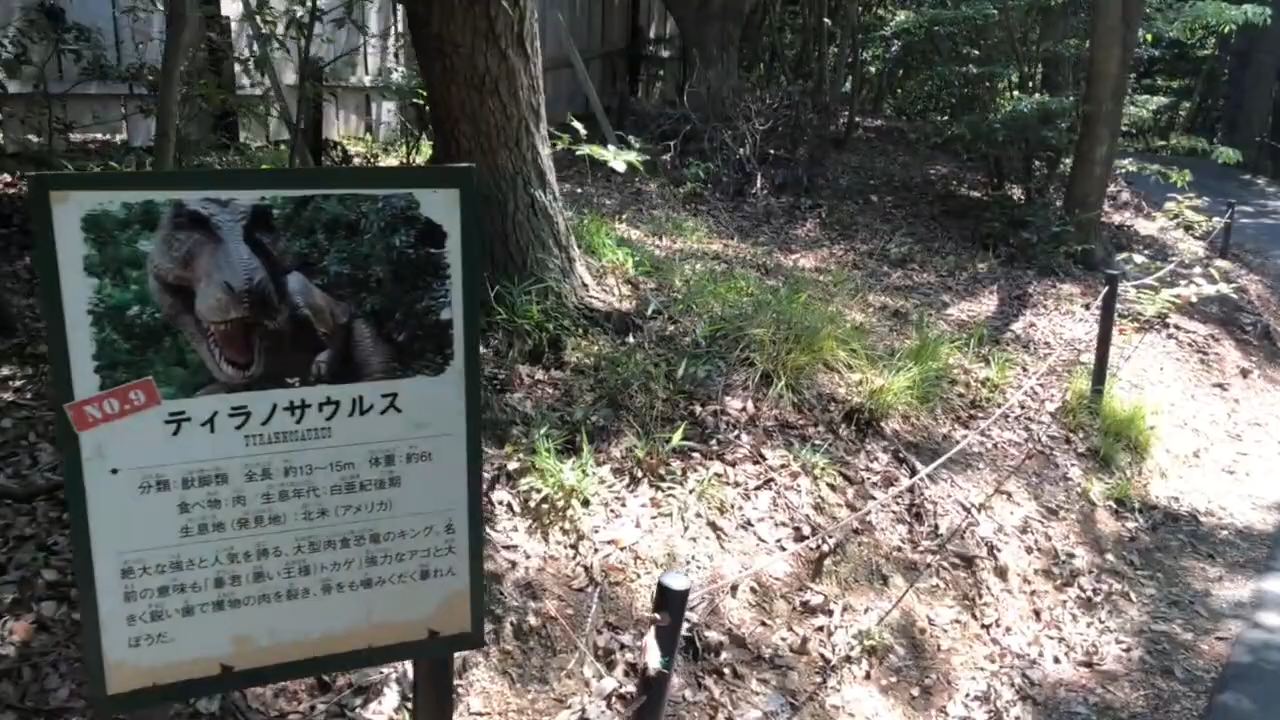 NO.9
ティラノサウルス
TYRANNOSAURUS
分類:獣脚類 全長:約13〜15m 体重:約6t
食べ物:肉 生息年代:白亜紀後期
生息地(発見地):北米(アメリカ)
絶大な強さと人気を誇る、大型肉食恐竜のキング。名
前の意味も「暴君(悪い王様)トカゲ」強力なアゴと大
きく鋭い歯で獲物の肉を裂き、骨をも噛みくだく暴れん
ぼうだ。